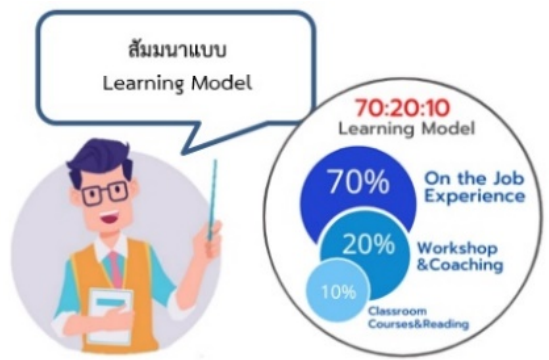 สัมมนาแบบ
Learning Model
70:20:10
Learning Model
70%
On the Job
Experience
20%
Workshop
&Coaching
10%
Classroom
Courses&Reading